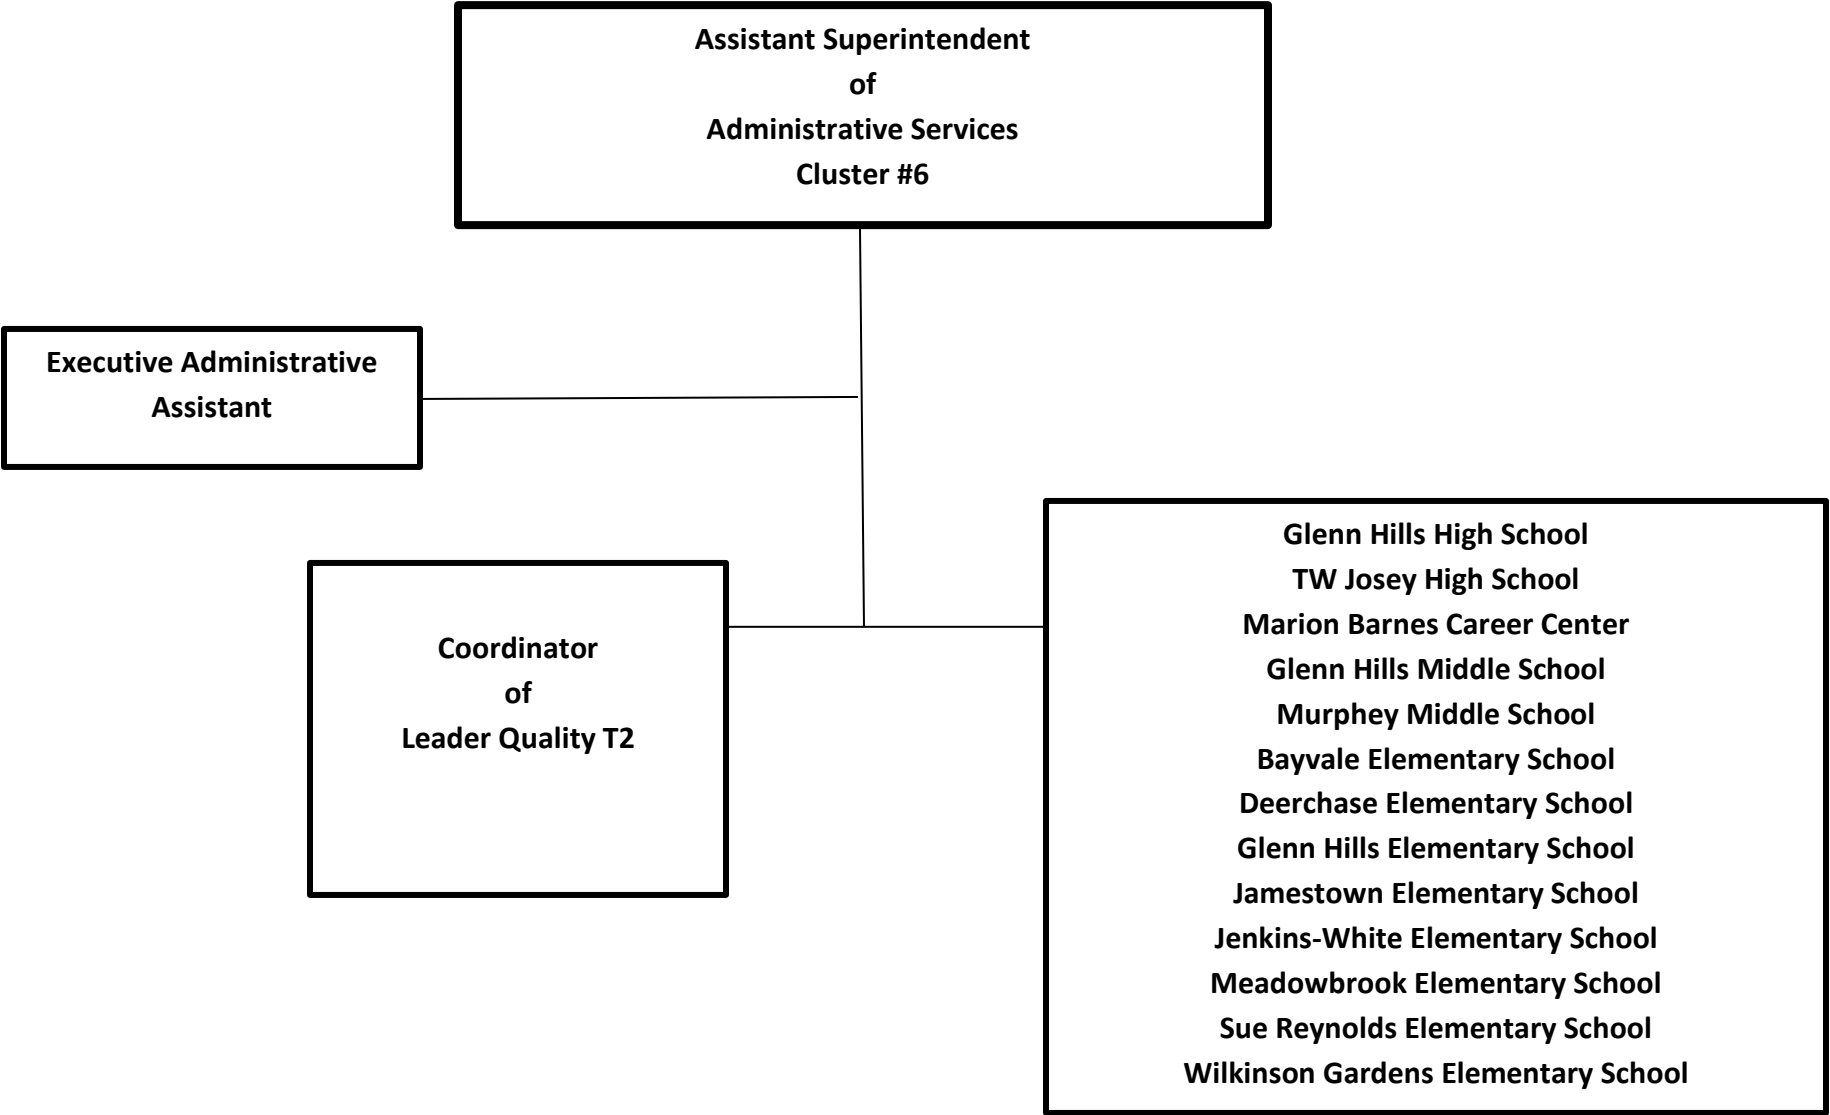 Assistant Superintendent
of
Administrative Services
Cluster #6
Executive Administrative
Assistant
Coordinator
of
Leader Quality T2
Glenn Hills High School
TW Josey High School
Marion Barnes Career Center
Glenn Hills Middle School
Murphey Middle School
Bayvale Elementary School
Deerchase Elementary School
Glenn Hills Elementary School
Jamestown Elementary School
Jenkins-White Elementary School
Meadowbrook Elementary School
Sue Reynolds Elementary School
Wilkinson Gardens Elementary School